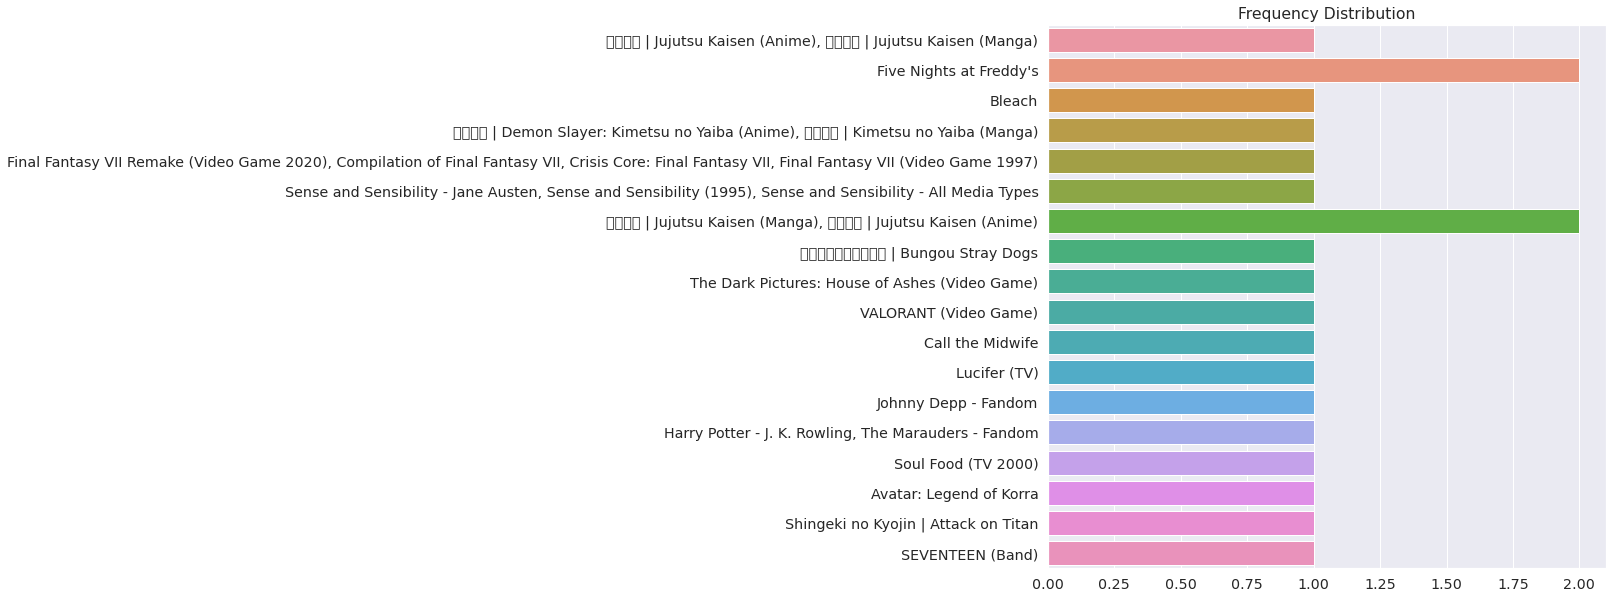 Frequency Distribution
| Jujutsu Kaisen (Anime), | Jujutsu Kaisen (Manga)
Five Nights at Freddy's
Bleach
| Demon Slayer: Kimetsu no Yaiba (Anime), | Kimetsu no Yaiba (Manga)
Final Fantasy VII Remake (Video Game 2020), Compilation of Final Fantasy VII, Crisis Core: Final Fantasy VII, Final Fantasy VII (Video Game 1997)
Sense and Sensibility - Jane Austen, Sense and Sensibility (1995), Sense and Sensibility - All Media Types
| Jujutsu Kaisen (Manga), | Jujutsu Kaisen (Anime)
| Bungou Stray Dogs
The Dark Pictures: House of Ashes (Video Game)
VALORANT (Video Game)
Call the Midwife
Lucifer (TV)
Johnny Depp - Fandom
Harry Potter - J. K. Rowling, The Marauders - Fandom
Soul Food (TV 2000)
Avatar: Legend of Korra
Shingeki no Kyojin | Attack on Titan
SEVENTEEN (Band)
0.00 0.25 0.50 0.75 1.00 1.25 1.50 1.75 2.00